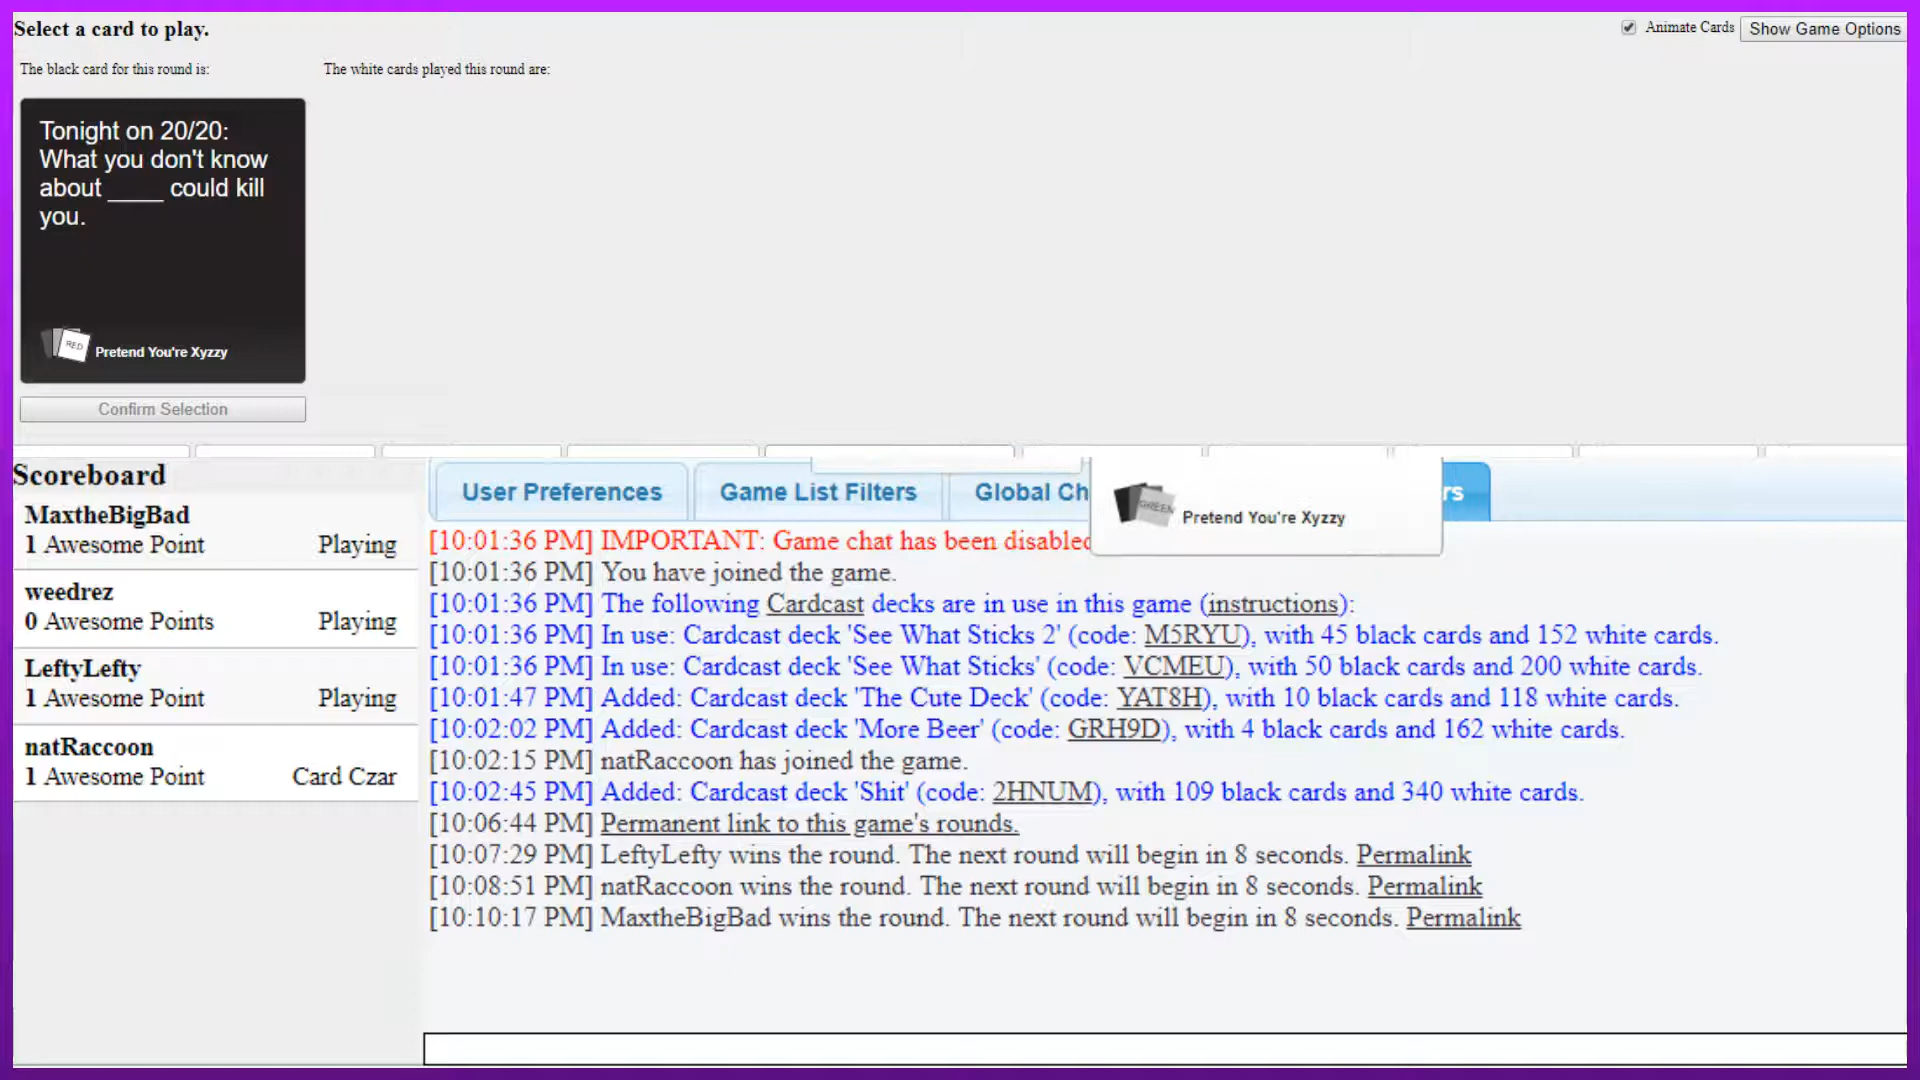 Select a card to play.
Animate Cards
Show Game Options
The black card for this round is:
The white cards played this round are:
Tonight on 20/20:
What you don't know
about ____ could kill
you.
RED
Pretend You're Xyzzy
Confirm Selection
Scoreboard
MaxtheBigBad
1 Awesome Point Playing
weedrez
0 Awesome Points Playing
LeftyLefty
1 Awesome Point Playing
natRaccoon
1 Awesome Point Card Czar
User Preferences
Game List Filters
Global Ch
rs
GREEN
Pretend You're Xyzzy
[10:01:36 PM] IMPORTANT: Game chat has been disabled
[10:01:36 PM] You have joined the game.
[10:01:36 PM] The following Cardcast decks are in use in this game (instructions):
[10:01:36 PM] In use: Cardcast deck 'See What Sticks 2' (code: M5RYU), with 45 black cards and 152 white cards.
[10:01:36 PM] In use: Cardcast deck 'See What Sticks' (code: VCMEU), with 50 black cards and 200 white cards.
[10:01:47 PM] Added: Cardcast deck 'The Cute Deck' (code: YAT8H), with 10 black cards and 118 white cards.
[10:02:02 PM] Added: Cardcast deck 'More Beer' (code: GRH9D), with 4 black cards and 162 white cards.
[10:02:15 PM] natRaccoon has joined the game.
[10:02:45 PM] Added: Cardcast deck 'Shit' (code: 2HNUM), with 109 black cards and 340 white cards.
[10:06:44 PM] Permanent link to this game's rounds.
[10:07:29 PM] LeftyLefty wins the round. The next round will begin in 8 seconds. Permalink
[10:08:51 PM] natRaccoon wins the round. The next round will begin in 8 seconds. Permalink
[10:10:17 PM] MaxtheBigBad wins the round. The next round will begin in 8 seconds. Permalink